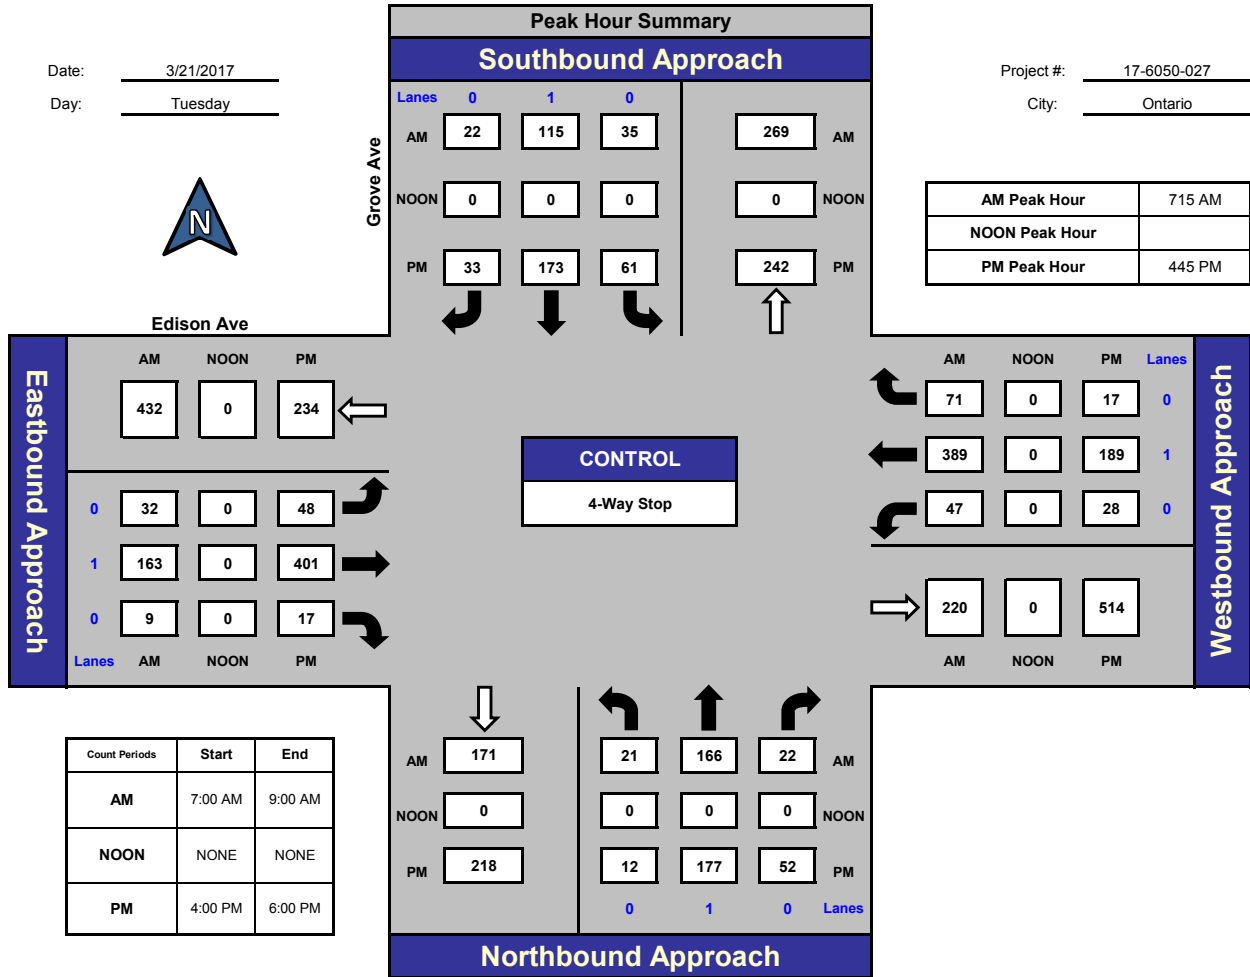 Peak Hour Summary
Southbound Approach
Date: 3/21/2017
Day: Tuesday
Project #: 17-6050-027
City: Ontario
Lanes 0 1 0
AM 22 115 35 269 AM
NOON 0 0 0 0 NOON
PM 33 173 61 242 PM
Grove Ave
N
AM Peak Hour 715 AM
NOON Peak Hour
PM Peak Hour 445 PM
Edison Ave
Eastbound Approach
AM NOON PM
432 0 234
0 32 0 48
1 163 0 401
0 9 0 17
Lanes AM NOON PM
CONTROL
4-Way Stop
AM NOON PM Lanes
71 0 17 0
389 0 189 1
47 0 28 0
220 0 514
AM NOON PM
Westbound Approach
Count Periods Start End
AM 7:00 AM 9:00 AM
NOON NONE NONE
PM 4:00 PM 6:00 PM
AM 171 21 166 22 AM
NOON 0 0 0 0 NOON
PM 218 12 177 52 PM
0 1 0 Lanes
Northbound Approach